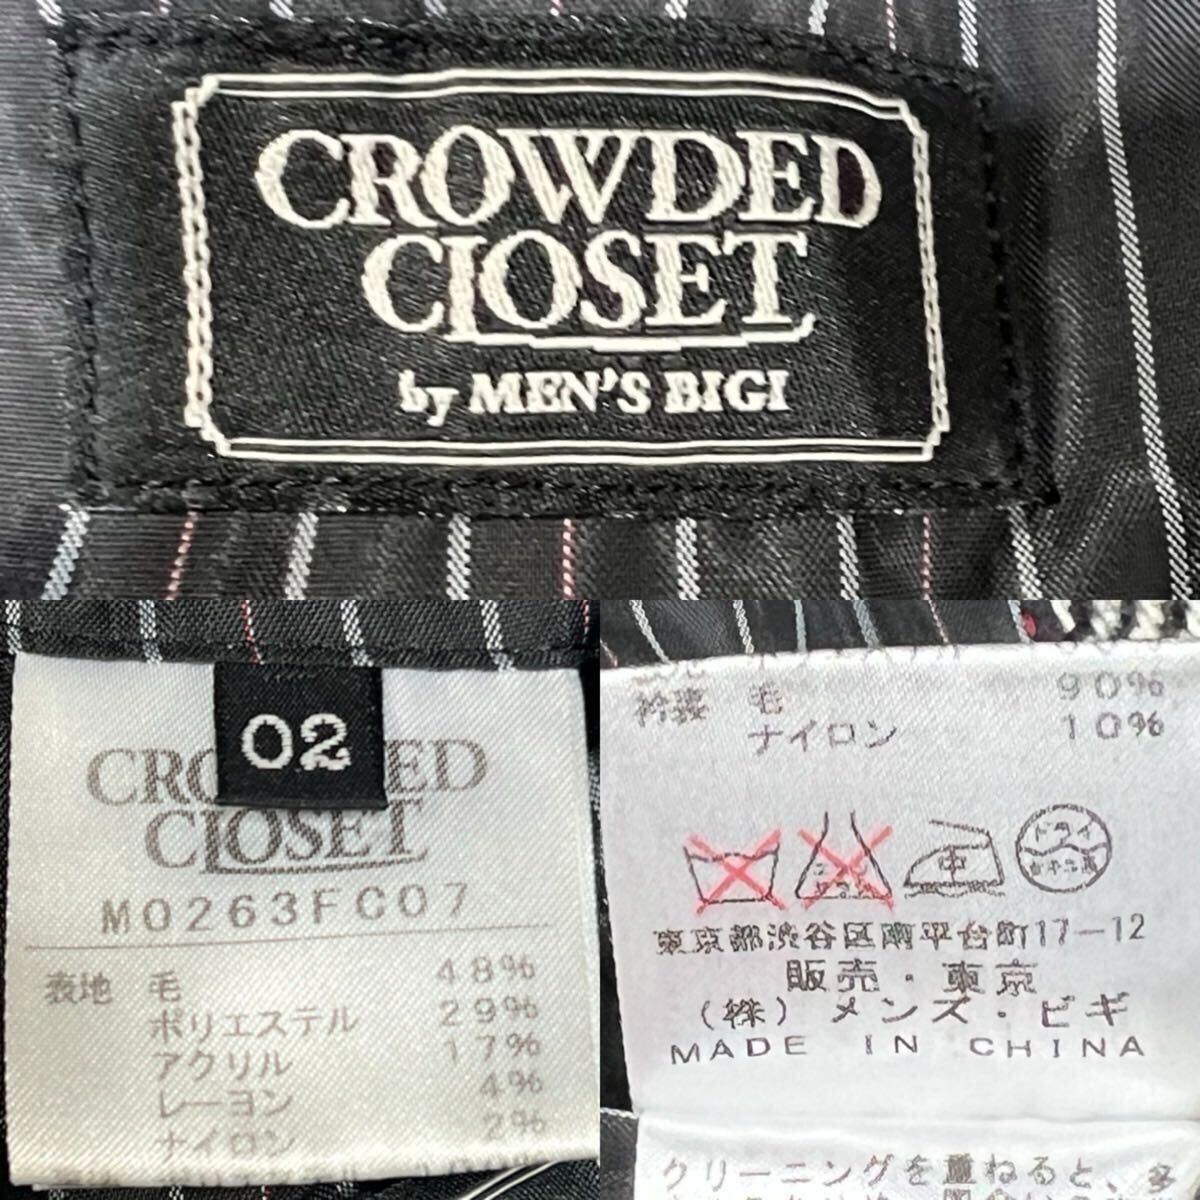 CROWDED
CLOSET
by MEN'S BIGI
02
CROWDED
CLOSET
M0263FC07
表地 毛 48%
ポリエステル 29%
アクリル 17%
レーヨン 4%
ナイロン 2%
衿裏 毛 90%
ナイロン 10%
中
ドライ
東京都渋谷区南平台町17-12
販売・東京
(株)メンズ・ビギ
MADE IN CHINA
クリーニングを重ねると、多